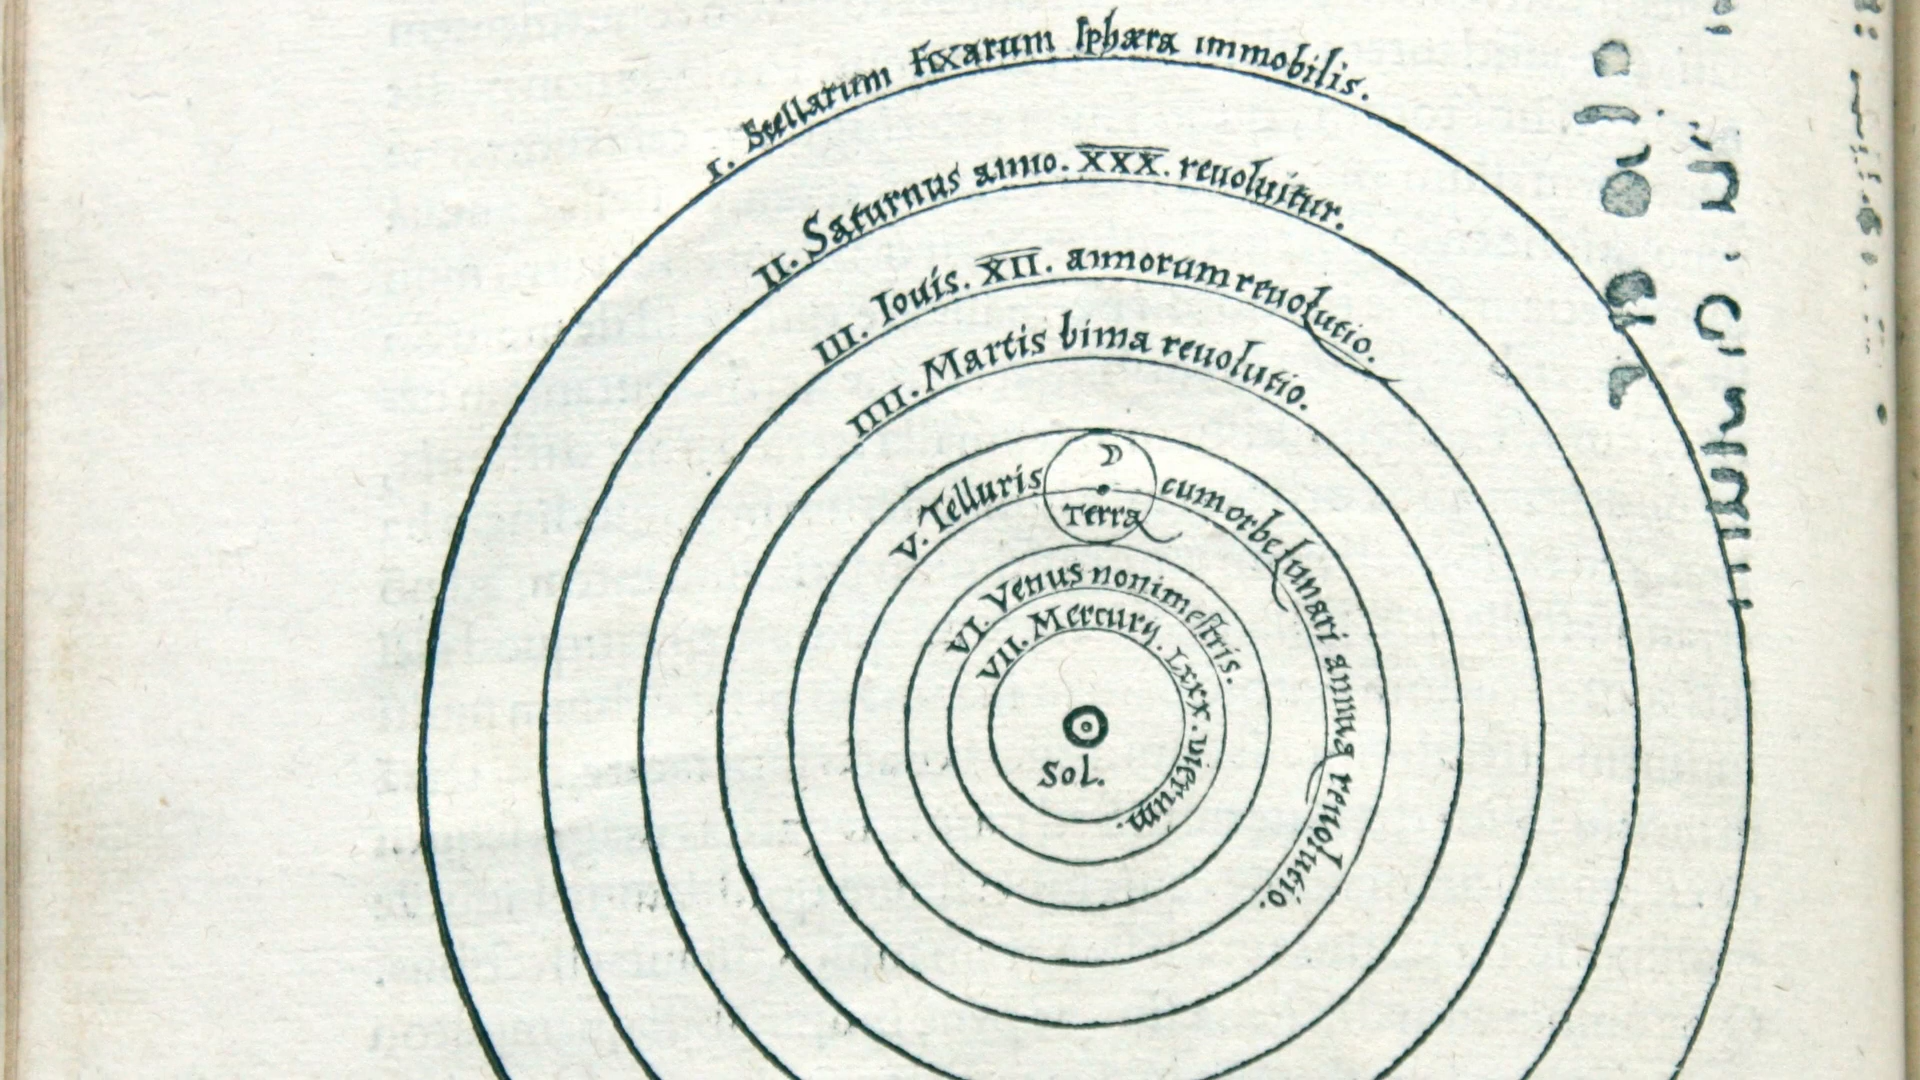 I. Stellarum Fixarum sphæra immobilis.
II. Saturnus anno. XXX. reuoluitur.
III. Iouis. XII. annorum reuolutio.
IIII. Martis bima reuolutio.
V. Telluris cum orbe lunari annua reuolutio.
Terra
VI. Venus nonimestris.
VII. Mercurij. LXXX. dierum.
Sol.